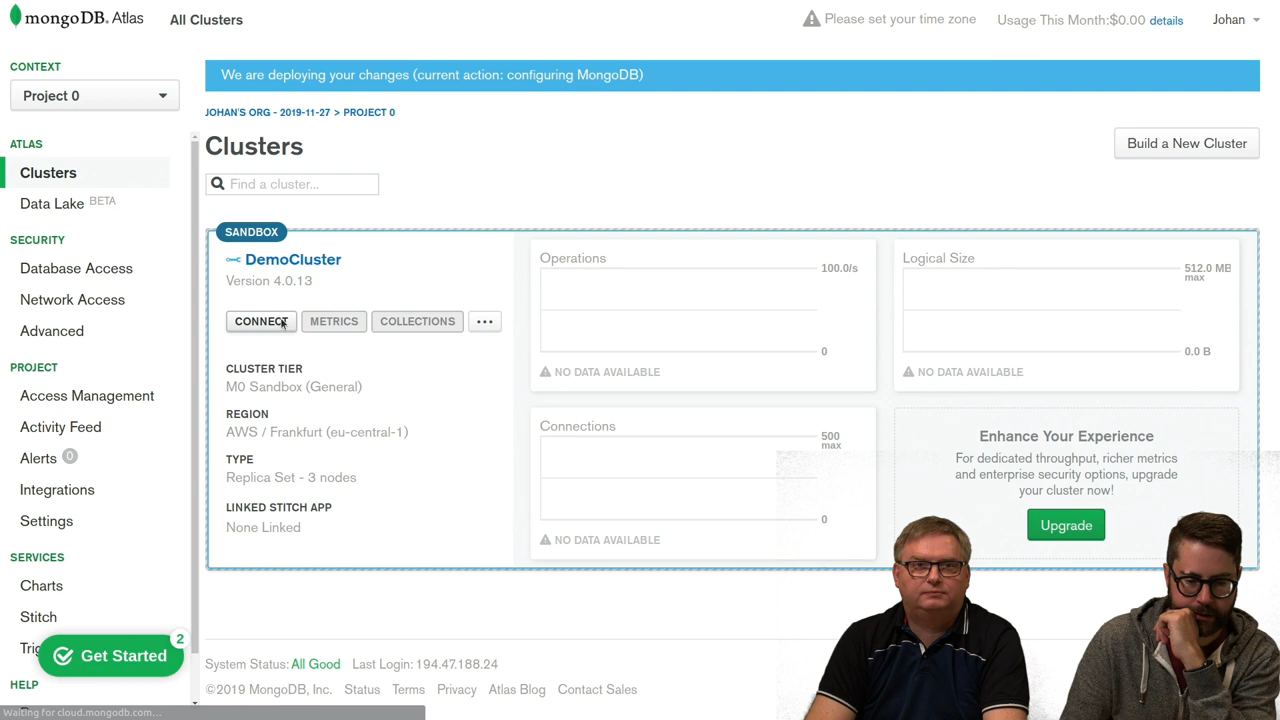 mongoDB. Atlas
All Clusters
Please set your time zone
Usage This Month:$0.00 details
Johan
CONTEXT
Project 0
ATLAS
Clusters
Data Lake BETA
SECURITY
Database Access
Network Access
Advanced
PROJECT
Access Management
Activity Feed
Alerts 0
Integrations
Settings
SERVICES
Charts
Stitch
Get Started
2
HELP
We are deploying your changes (current action: configuring MongoDB)
JOHAN'S ORG - 2019-11-27 > PROJECT 0
Clusters
Build a New Cluster
Find a cluster...
SANDBOX
DemoCluster
Version 4.0.13
CONNECT
METRICS
COLLECTIONS
CLUSTER TIER
M0 Sandbox (General)
REGION
AWS / Frankfurt (eu-central-1)
TYPE
Replica Set - 3 nodes
LINKED STITCH APP
None Linked
Operations
100.0/s
0
NO DATA AVAILABLE
Logical Size
512.0 MB
max
0.0 B
NO DATA AVAILABLE
Connections
500
max
0
NO DATA AVAILABLE
Enhance Your Experience
For dedicated throughput, richer metrics
and enterprise security options, upgrade
your cluster now!
Upgrade
System Status: All Good Last Login: 194.47.188.24
©2019 MongoDB, Inc. Status Terms Privacy Atlas Blog Contact Sales
Waiting for cloud.mongodb.com...